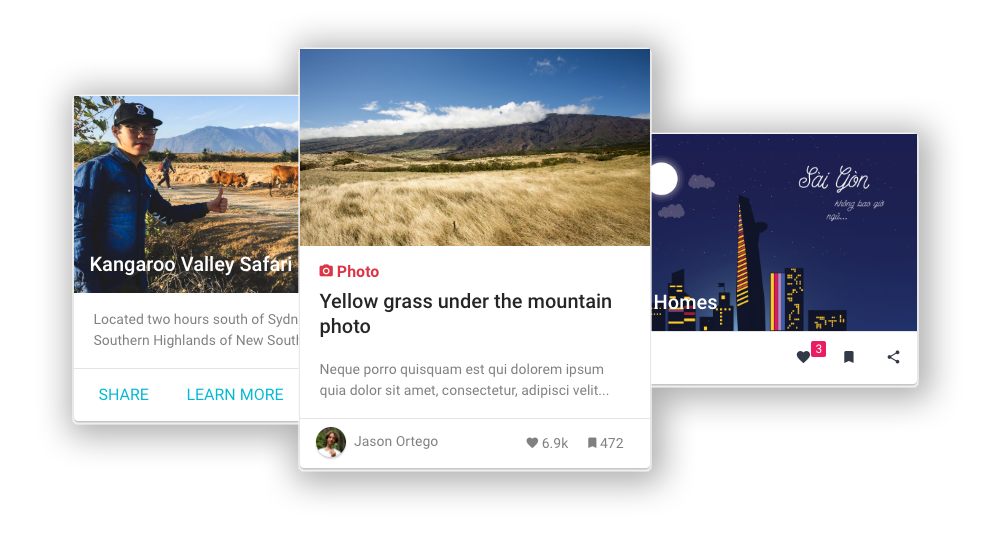 Kangaroo Valley Safari
Located two hours south of Sydn
Southern Highlands of New Sout
SHARE LEARN MORE
Photo
Yellow grass under the mountain
photo
Neque porro quisquam est qui dolorem ipsum
quia dolor sit amet, consectetur, adipisci velit...
Jason Ortego 6.9k 472
Sài Gòn
không bao giờ
ngủ...
Homes
3